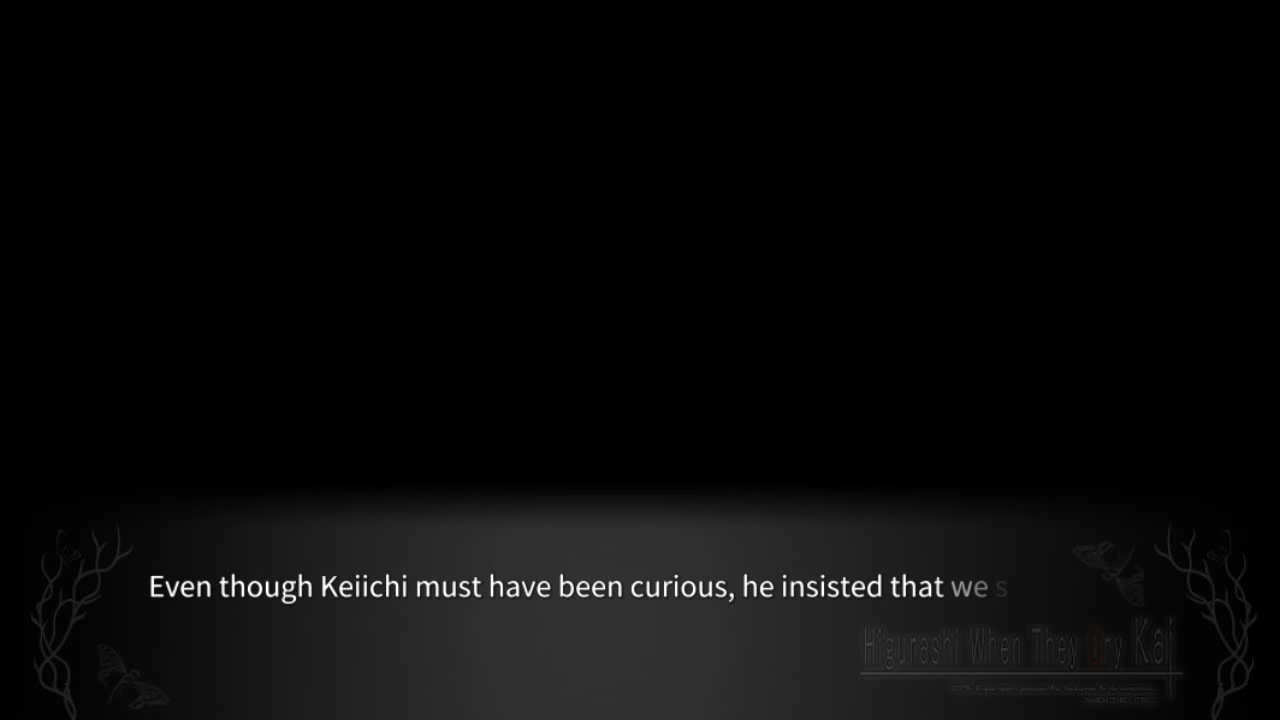 Even though Keiichi must have been curious, he insisted that we s
Higurashi When They Cry Kai